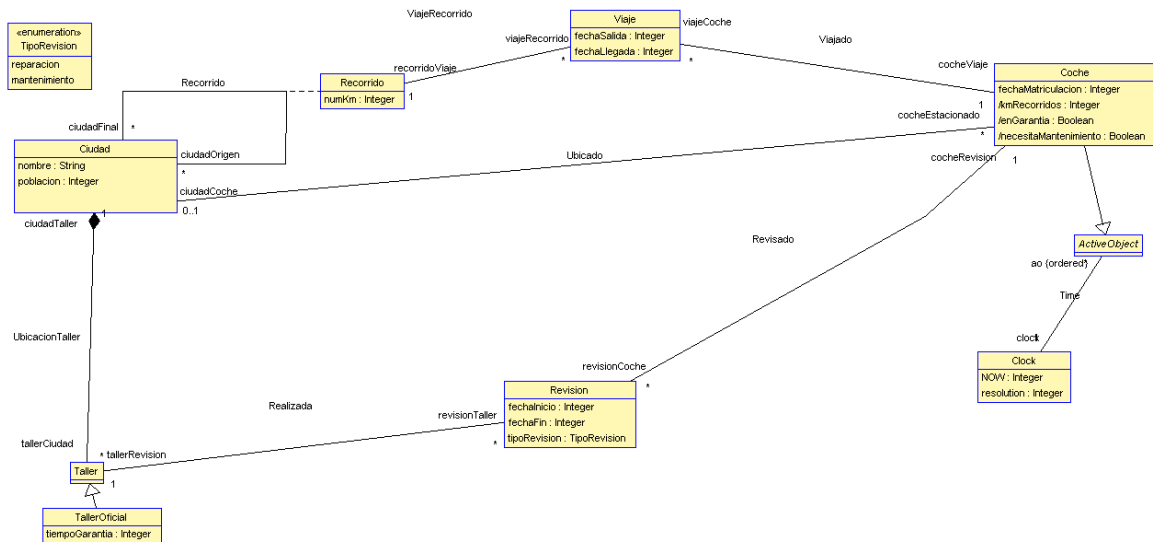 ViajeRecorrido
Viaje
fechaSalida : Integer
fechaLlegada : Integer
viajeCoche
viajeRecorrido
*
*
Viajado
«enumeration»
TipoRevision
reparacion
mantenimiento
Recorrido
recorridoViaje
Recorrido
numKm : Integer
1
cocheViaje
Coche
fechaMatriculacion : Integer
/kmRecorridos : Integer
/enGarantia : Boolean
/necesitaMantenimiento : Boolean
1
cocheEstacionado
*
ciudadFinal
*
Ciudad
nombre : String
poblacion : Integer
ciudadOrigen
*
Ubicado
cocheRevision
1
ciudadCoche
0..1
ciudadTaller
1
Revisado
ActiveObject
ao {ordered}
*
Time
UbicacionTaller
clock
Clock
NOW : Integer
resolution : Integer
revisionCoche
*
Revision
fechaInicio : Integer
fechaFin : Integer
tipoRevision : TipoRevision
Realizada
revisionTaller
*
tallerCiudad
*
tallerRevision
Taller
1
TallerOficial
tiempoGarantia : Integer